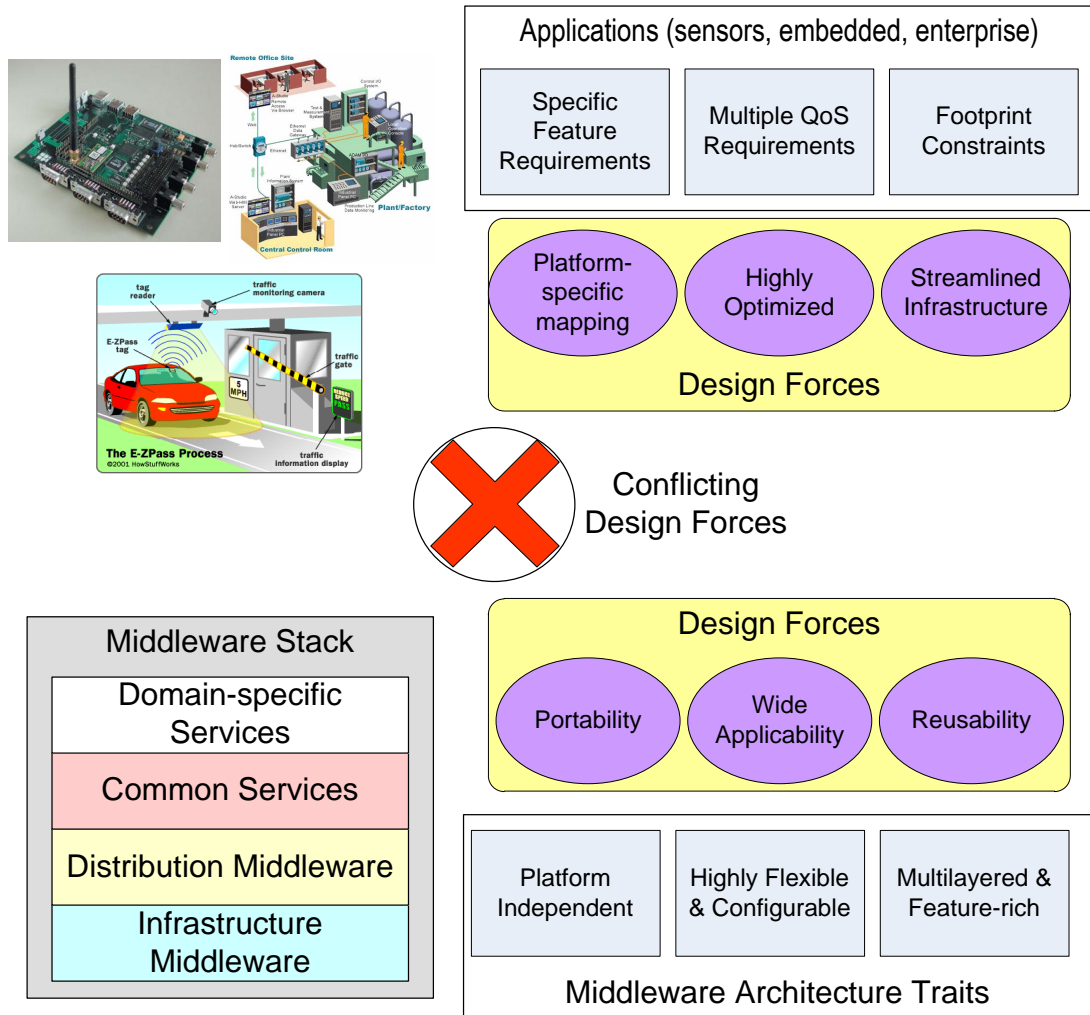 Applications (sensors, embedded, enterprise)
Specific
Feature
Requirements
Multiple QoS
Requirements
Footprint
Constraints
Platform-
specific
mapping
Highly
Optimized
Streamlined
Infrastructure
Design Forces
Remote Office Site
Plant/Factory
Central Control Room
Ethernet
tag
reader
traffic
monitoring camera
E-ZPass
tag
5
MPH
traffic
gate
traffic
information display
The E-ZPass Process
©2001 HowStuffWorks
Conflicting
Design Forces
Middleware Stack
Domain-specific
Services
Common Services
Distribution Middleware
Infrastructure
Middleware
Design Forces
Portability
Wide
Applicability
Reusability
Platform
Independent
Highly Flexible
& Configurable
Multilayered &
Feature-rich
Middleware Architecture Traits